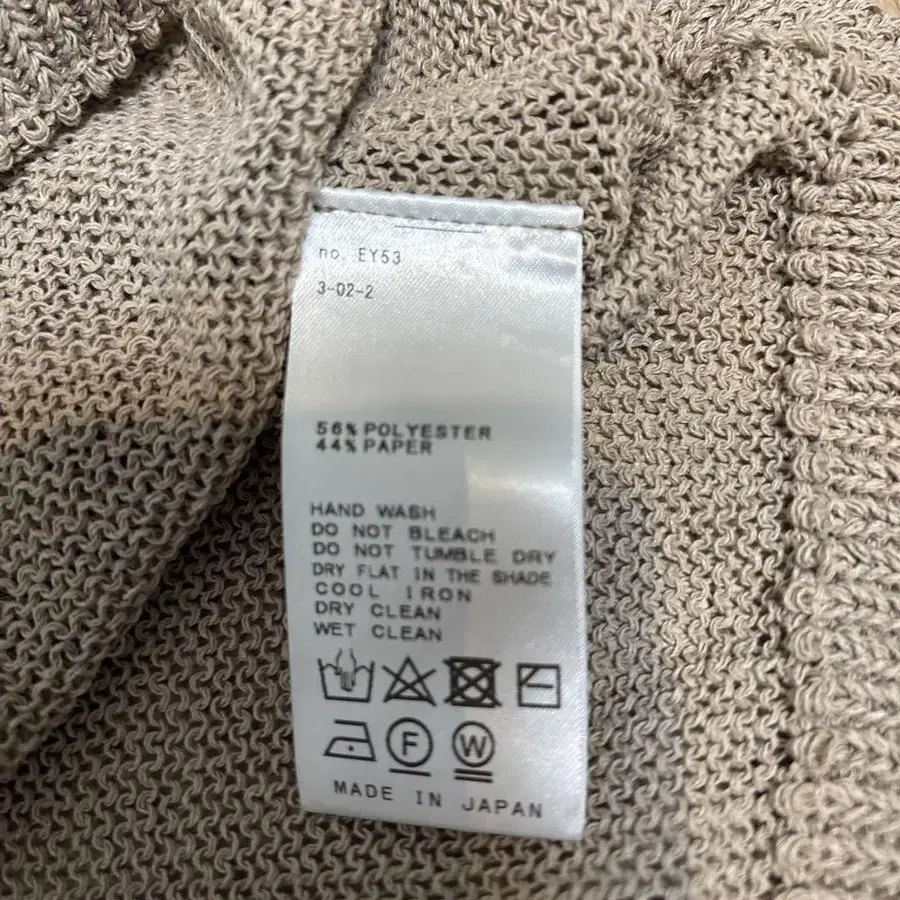 no. EY53
3-02-2
56% POLYESTER
44% PAPER
HAND WASH
DO NOT BLEACH
DO NOT TUMBLE DRY
DRY FLAT IN THE SHADE
COOL IRON
DRY CLEAN
WET CLEAN
F W
MADE IN JAPAN